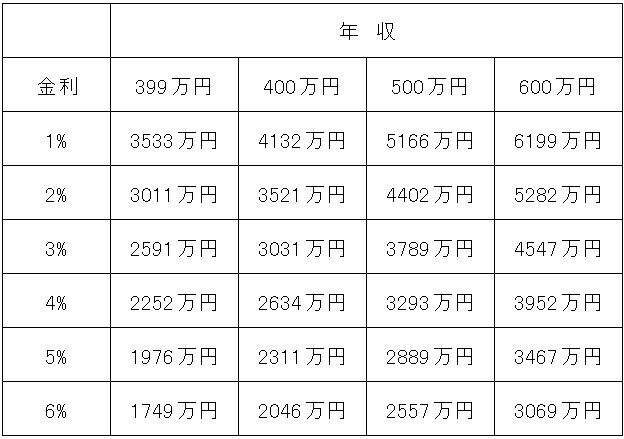 年 収
金利 399万円 400万円 500万円 600万円
1% 3533万円 4132万円 5166万円 6199万円
2% 3011万円 3521万円 4402万円 5282万円
3% 2591万円 3031万円 3789万円 4547万円
4% 2252万円 2634万円 3293万円 3952万円
5% 1976万円 2311万円 2889万円 3467万円
6% 1749万円 2046万円 2557万円 3069万円